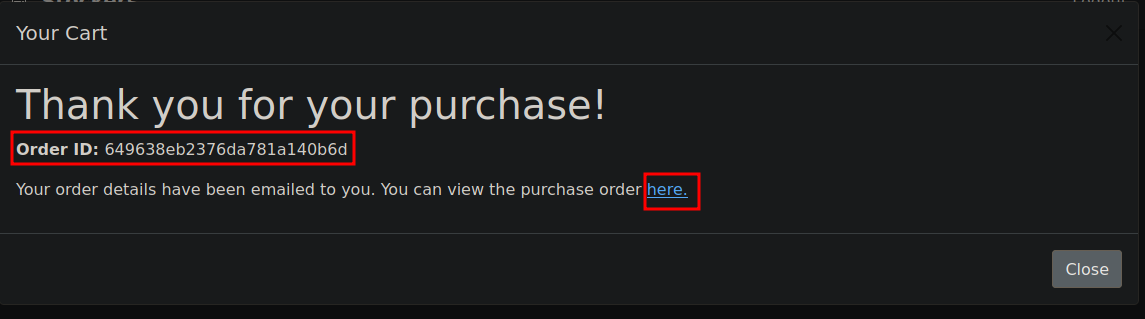 Your Cart
Thank you for your purchase!
Order ID: 649638eb2376da781a140b6d
Your order details have been emailed to you. You can view the purchase order here.
Close